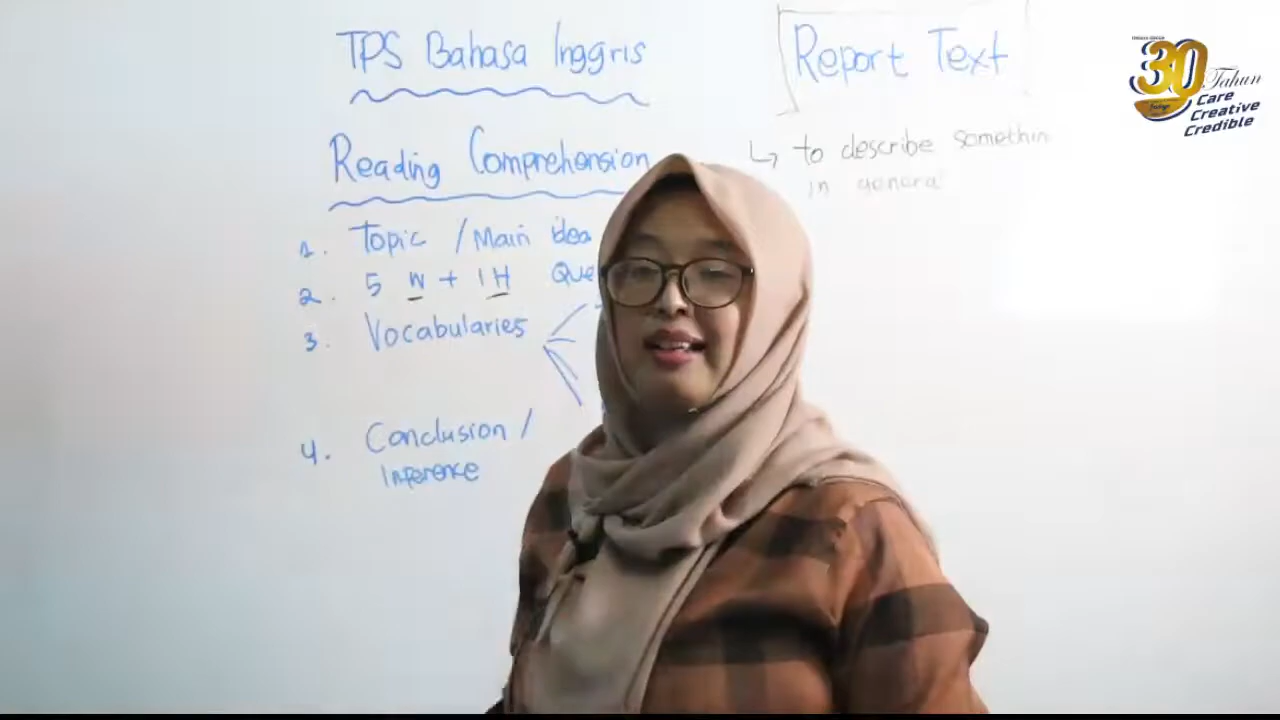 TPS Bahasa Inggris
Reading Comprehension
1. Topic / Main idea
2. 5 W + 1 H
3. Vocabularies
4. Conclusion /
Inference
Report Text
↳ to describe somethin
in genera
30 Tahun
Care
Creative
Credible